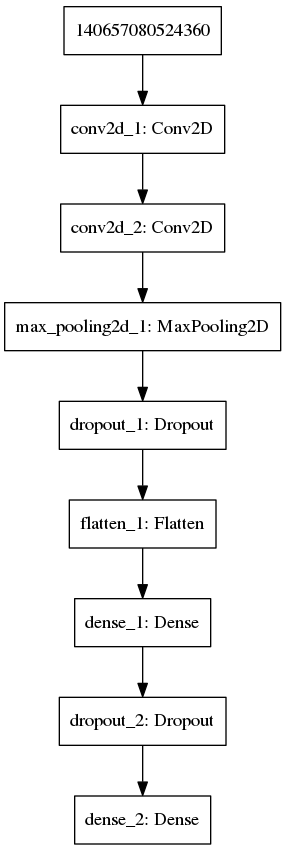 140657080524360
conv2d_1: Conv2D
conv2d_2: Conv2D
max_pooling2d_1: MaxPooling2D
dropout_1: Dropout
flatten_1: Flatten
dense_1: Dense
dropout_2: Dropout
dense_2: Dense